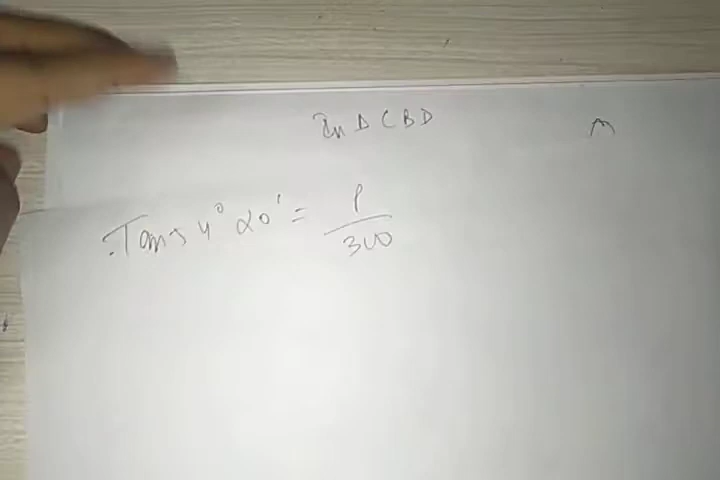 In Δ CBD
Tan 54° 20' = P
300